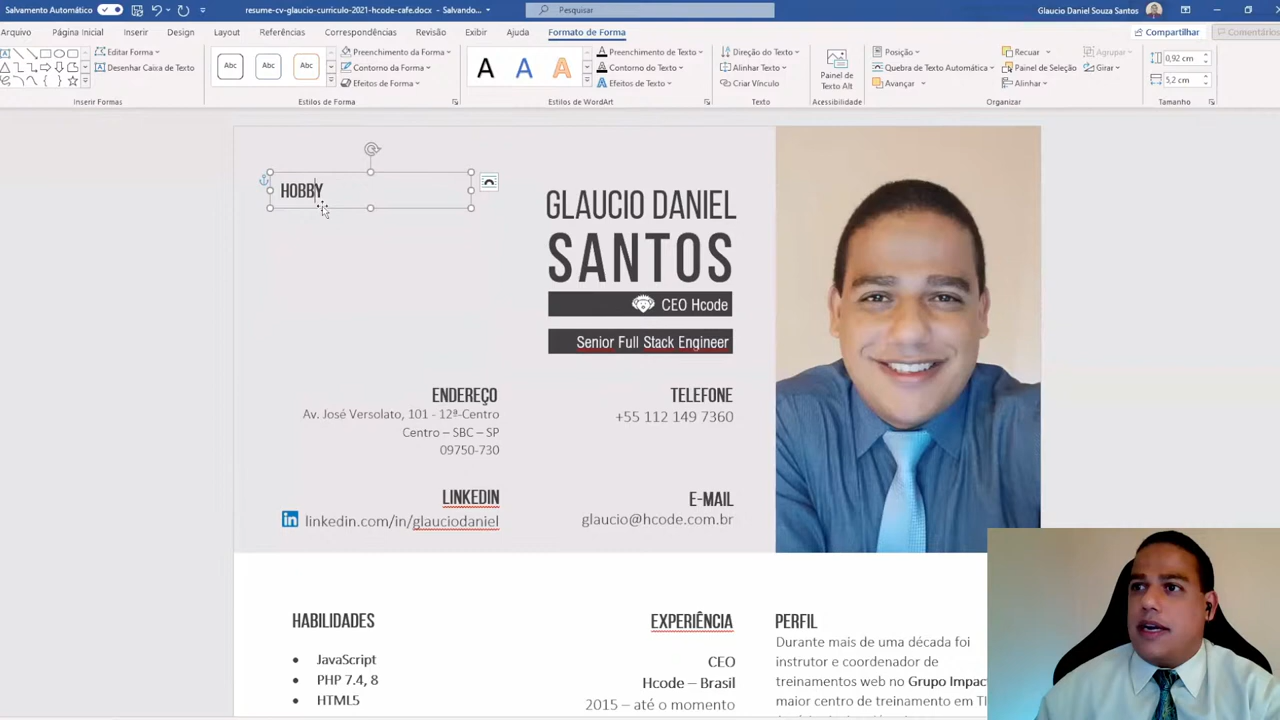 Salvamento Automático
resume-cv-glaucio-curriculo-2021-hcode-cafe.docx - Salvando...
Pesquisar
Glaucio Daniel Souza Santos
Arquivo Página Inicial Inserir Design Layout Referências Correspondências Revisão Exibir Ajuda Formato de Forma
Compartilhar Comentários
Editar Forma
Desenhar Caixa de Texto
Inserir Formas
Abc Abc Abc
Preenchimento da Forma
Contorno da Forma
Efeitos de Forma
Estilos de Forma
A A A
Preenchimento de Texto
Contorno do Texto
Efeitos de Texto
Estilos de WordArt
Direção do Texto
Alinhar Texto
Criar Vínculo
Texto
Painel de
Texto Alt
Acessibilidade
Posição
Quebra de Texto Automática
Avançar
Recuar
Painel de Seleção
Alinhar
Agrupar
Girar
Organizar
0,92 cm
5,2 cm
Tamanho
HOBBY
GLAUCIO DANIEL
SANTOS
CEO Hcode
Senior Full Stack Engineer
ENDEREÇO
Av. José Versolato, 101 - 12ª-Centro
Centro – SBC – SP
09750-730
TELEFONE
+55 112 149 7360
LINKEDIN
in linkedin.com/in/glauciodaniel
E-MAIL
glaucio@hcode.com.br
HABILIDADES
• JavaScript
• PHP 7.4, 8
• HTML5
EXPERIÊNCIA
CEO
Hcode – Brasil
2015 – até o momento
PERFIL
Durante mais de uma década foi
instrutor e coordenador de
treinamentos web no Grupo Impac
maior centro de treinamento em TI